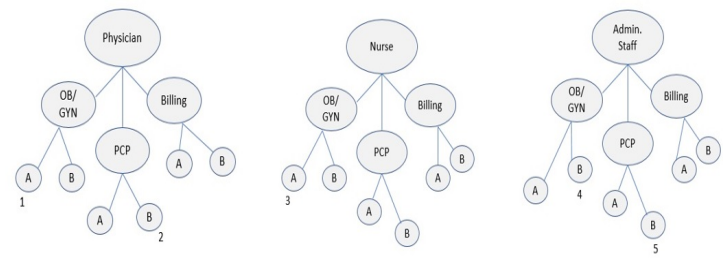 Physician
OB/
GYN
Billing
PCP
A
B
A
B
A
B
1
2
Nurse
OB/
GYN
Billing
PCP
A
B
B
A
A
B
3
Admin.
Staff
OB/
GYN
Billing
PCP
A
B
B
A
A
B
4
5